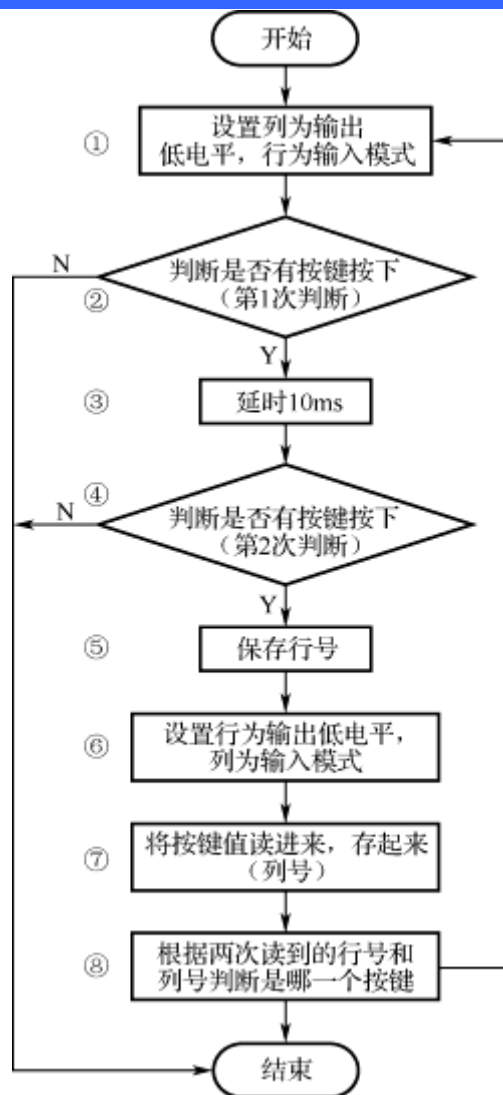 开始
①
设置列为输出
低电平，行为输入模式
N
②
判断是否有按键按下
（第1次判断）
Y
③
延时10ms
④
N
判断是否有按键按下
（第2次判断）
Y
⑤
保存行号
⑥
设置行为输出低电平，
列为输入模式
⑦
将按键值读进来，存起来
（列号）
⑧
根据两次读到的行号和
列号判断是哪一个按键
结束